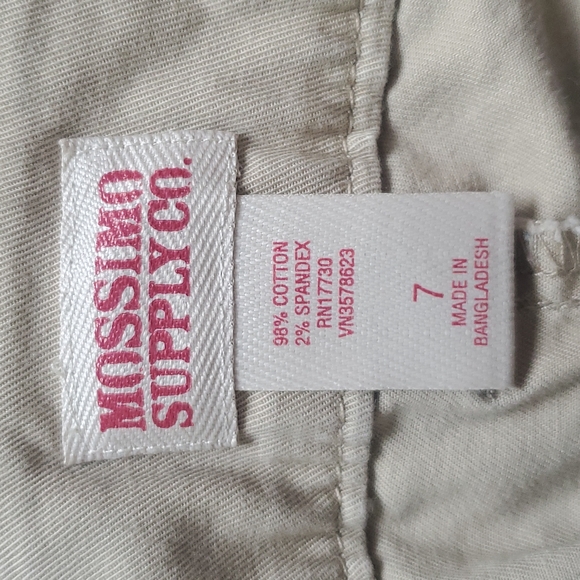 MOSSIMO
SUPPLY CO.
98% COTTON
2% SPANDEX
RN17730
VN3578623
7
MADE IN
BANGLADESH